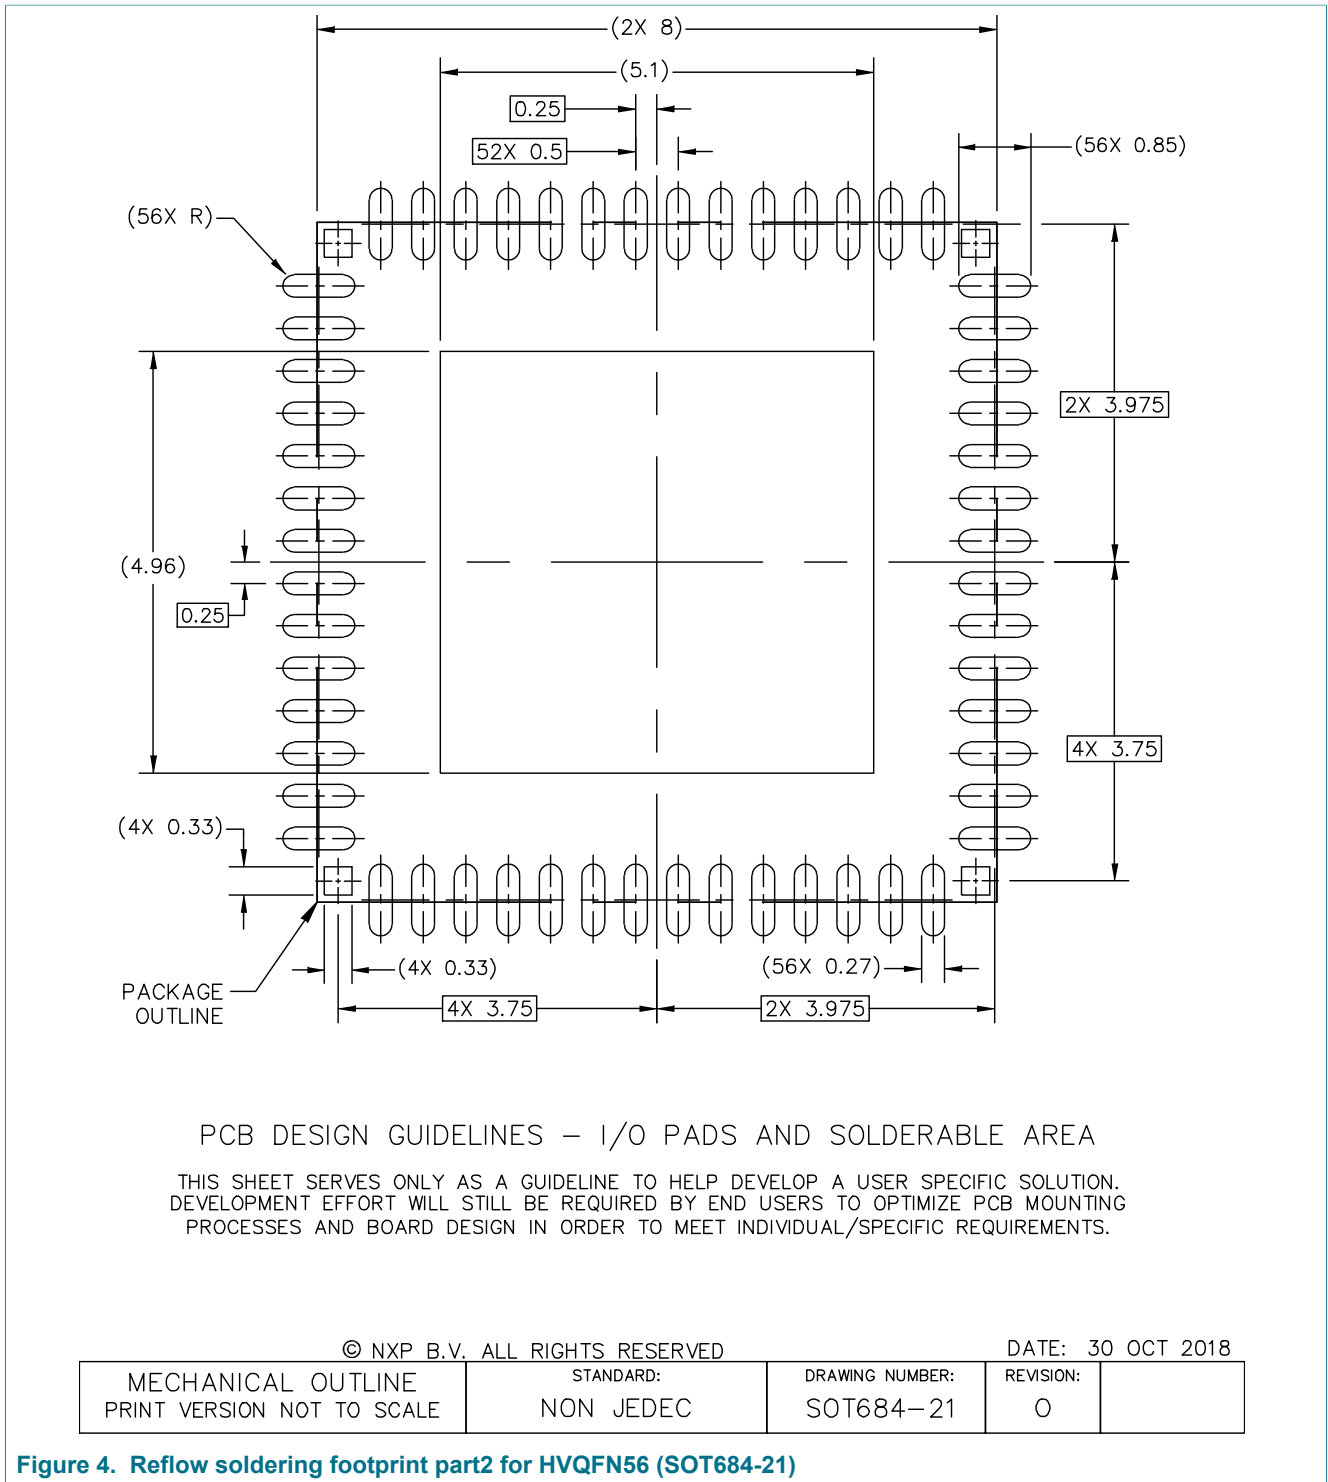 (2X 8)
(5.1)
0.25
52X 0.5
(56X 0.85)
(56X R)
2X 3.975
(4.96)
0.25
4X 3.75
(4X 0.33)
(4X 0.33)
(56X 0.27)
PACKAGE
OUTLINE
4X 3.75
2X 3.975
PCB DESIGN GUIDELINES – I/O PADS AND SOLDERABLE AREA
THIS SHEET SERVES ONLY AS A GUIDELINE TO HELP DEVELOP A USER SPECIFIC SOLUTION.
DEVELOPMENT EFFORT WILL STILL BE REQUIRED BY END USERS TO OPTIMIZE PCB MOUNTING
PROCESSES AND BOARD DESIGN IN ORDER TO MEET INDIVIDUAL/SPECIFIC REQUIREMENTS.
© NXP B.V. ALL RIGHTS RESERVED
DATE: 30 OCT 2018
MECHANICAL OUTLINE
PRINT VERSION NOT TO SCALE
STANDARD:
NON JEDEC
DRAWING NUMBER:
SOT684–21
REVISION:
O
Figure 4. Reflow soldering footprint part2 for HVQFN56 (SOT684-21)